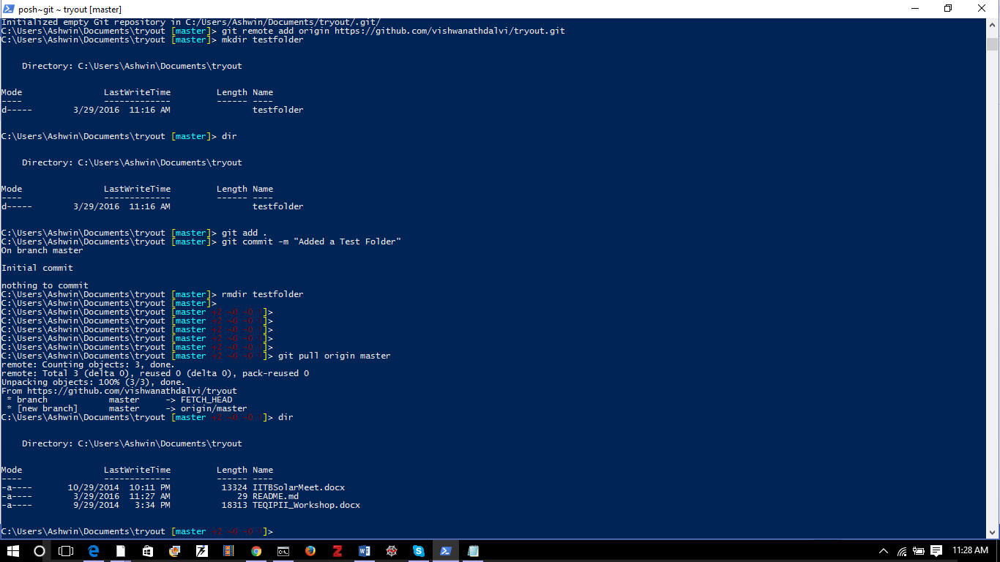 posh~git ~ tryout [master]
Initialized empty Git repository in C:/Users/Ashwin/Documents/tryout/.git/
C:\Users\Ashwin\Documents\tryout [master]> git remote add origin https://github.com/vishwanathdalvi/tryout.git
C:\Users\Ashwin\Documents\tryout [master]> mkdir testfolder
Directory: C:\Users\Ashwin\Documents\tryout
Mode LastWriteTime Length Name
---- ------------- ------ ----
d----- 3/29/2016 11:16 AM testfolder
C:\Users\Ashwin\Documents\tryout [master]> dir
Directory: C:\Users\Ashwin\Documents\tryout
Mode LastWriteTime Length Name
---- ------------- ------ ----
d----- 3/29/2016 11:16 AM testfolder
C:\Users\Ashwin\Documents\tryout [master]> git add .
C:\Users\Ashwin\Documents\tryout [master]> git commit -m "Added a Test Folder"
On branch master
Initial commit
nothing to commit
C:\Users\Ashwin\Documents\tryout [master]> rmdir testfolder
C:\Users\Ashwin\Documents\tryout [master]>
C:\Users\Ashwin\Documents\tryout [master +2 ~0 -0 !]>
C:\Users\Ashwin\Documents\tryout [master +2 ~0 -0 !]>
C:\Users\Ashwin\Documents\tryout [master +2 ~0 -0 !]>
C:\Users\Ashwin\Documents\tryout [master +2 ~0 -0 !]>
C:\Users\Ashwin\Documents\tryout [master +2 ~0 -0 !]>
C:\Users\Ashwin\Documents\tryout [master +2 ~0 -0 !]> git pull origin master
remote: Counting objects: 3, done.
remote: Total 3 (delta 0), reused 0 (delta 0), pack-reused 0
Unpacking objects: 100% (3/3), done.
From https://github.com/vishwanathdalvi/tryout
* branch master -> FETCH_HEAD
* [new branch] master -> origin/master
C:\Users\Ashwin\Documents\tryout [master +2 ~0 -0 !]> dir
Directory: C:\Users\Ashwin\Documents\tryout
Mode LastWriteTime Length Name
---- ------------- ------ ----
-a---- 10/29/2014 10:11 PM 13324 IITBSolarMeet.docx
-a---- 3/29/2016 11:27 AM 29 README.md
-a---- 9/29/2014 3:34 PM 18313 TEQIPII_Workshop.docx
C:\Users\Ashwin\Documents\tryout [master +2 ~0 -0 !]>
11:28 AM